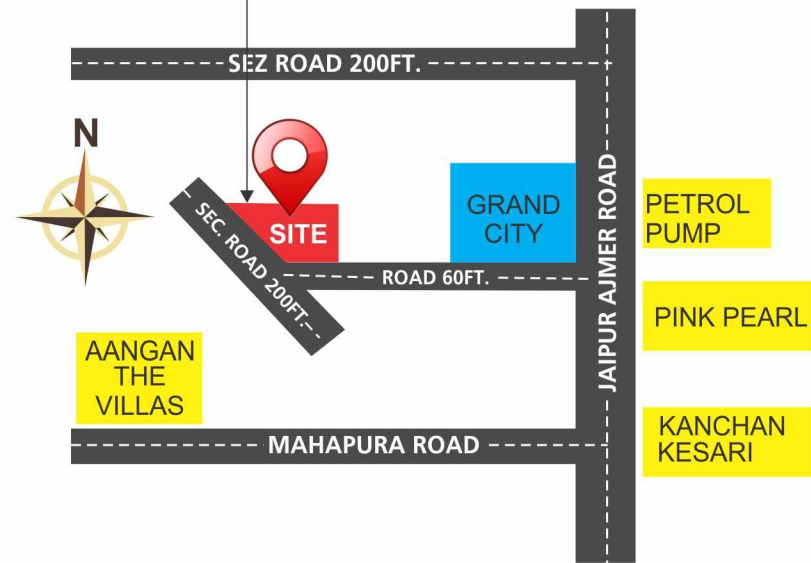 SEZ ROAD 200FT.
N
SITE
SEC. ROAD 200FT.
GRAND
CITY
ROAD 60FT.
JAIPUR AJMER ROAD
PETROL
PUMP
PINK PEARL
AANGAN
THE
VILLAS
MAHAPURA ROAD
KANCHAN
KESARI